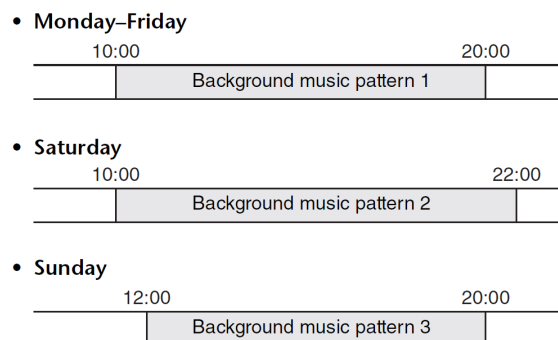 • Monday–Friday
10:00 20:00
Background music pattern 1
• Saturday
10:00 22:00
Background music pattern 2
• Sunday
12:00 20:00
Background music pattern 3